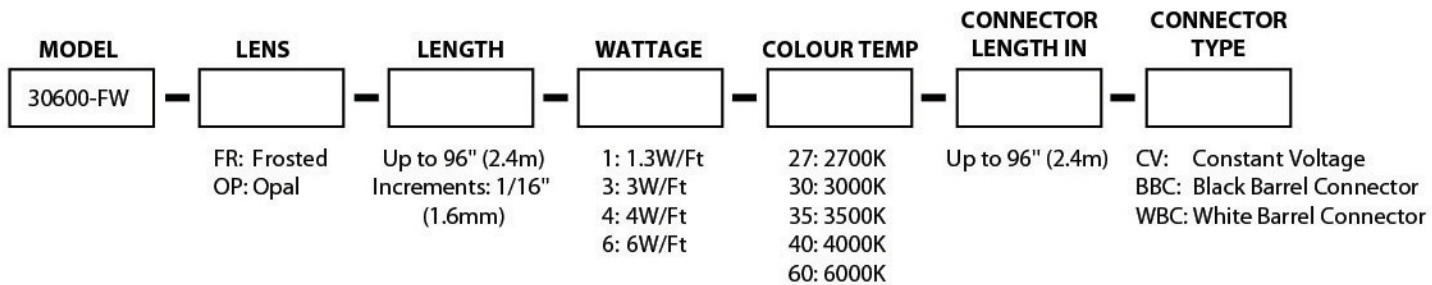 MODEL
30600-FW
LENS
FR: Frosted
OP: Opal
LENGTH
Up to 96" (2.4m)
Increments: 1/16"
(1.6mm)
WATTAGE
1: 1.3W/Ft
3: 3W/Ft
4: 4W/Ft
6: 6W/Ft
COLOUR TEMP
27: 2700K
30: 3000K
35: 3500K
40: 4000K
60: 6000K
CONNECTOR
LENGTH IN
Up to 96" (2.4m)
CONNECTOR
TYPE
CV: Constant Voltage
BBC: Black Barrel Connector
WBC: White Barrel Connector